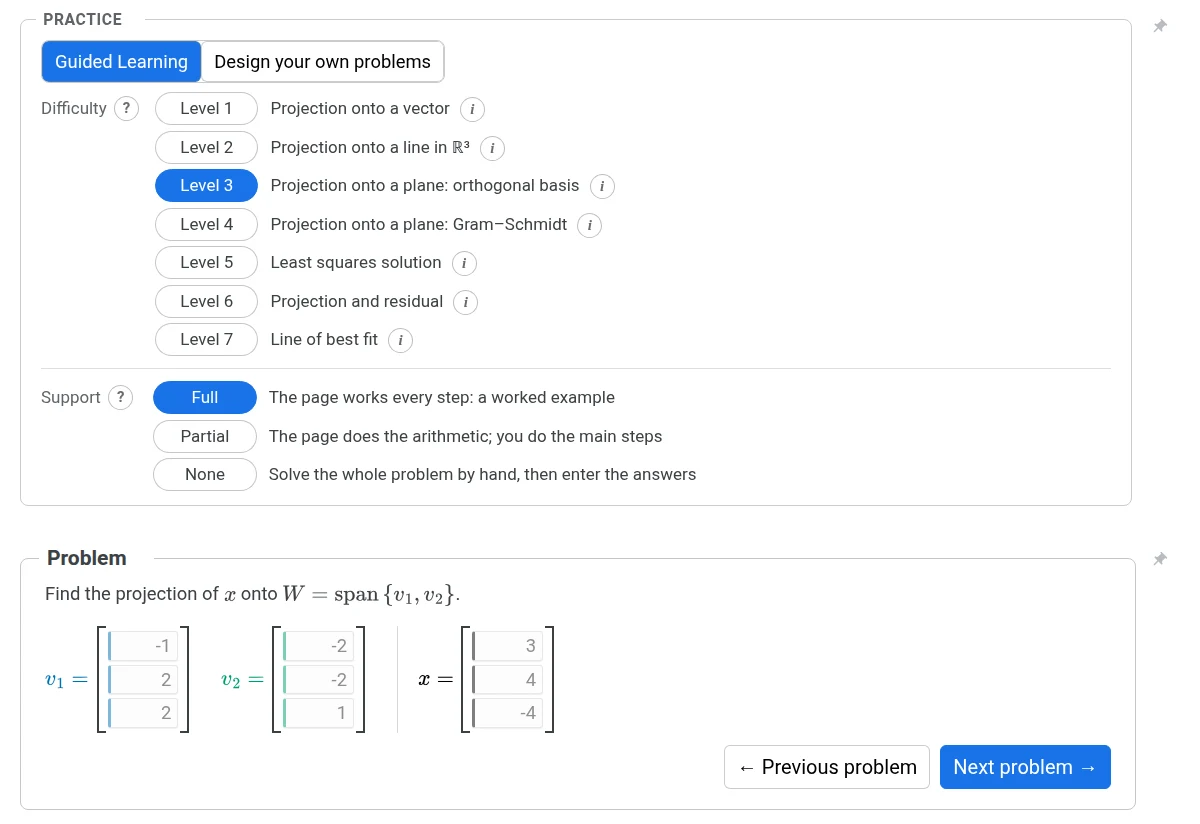 PRACTICE
Guided Learning Design your own problems
Difficulty ? Level 1 Projection onto a vector i
Level 2 Projection onto a line in ℝ³ i
Level 3 Projection onto a plane: orthogonal basis i
Level 4 Projection onto a plane: Gram–Schmidt i
Level 5 Least squares solution i
Level 6 Projection and residual i
Level 7 Line of best fit i
Support ? Full The page works every step: a worked example
Partial The page does the arithmetic; you do the main steps
None Solve the whole problem by hand, then enter the answers
Problem
Find the projection of x onto W = span {v₁, v₂}.
-1 -2 3
v₁ = 2 v₂ = -2 x = 4
2 1 -4
← Previous problem Next problem →